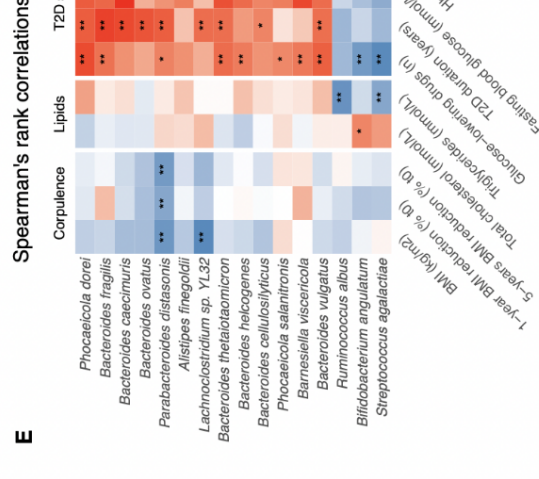 E
Spearman's rank correlations
T2D
Lipids
Corpulence
** ** ** ** ** ** ** * **
** ** * ** ** * ** ** ** **
** **
*
**
**
** **
Phocaeicola dorei
Bacteroides fragilis
Bacteroides caecimuris
Bacteroides ovatus
Parabacteroides distasonis
Alistipes finegoldii
Lachnoclostridium sp. YL32
Bacteroides thetaiotaomicron
Bacteroides helcogenes
Bacteroides cellulosilyticus
Phocaeicola salanitronis
Barnesiella viscericola
Bacteroides vulgatus
Ruminococcus albus
Bifidobacterium angulatum
Streptococcus agalactiae
Fasting blood glucose (mmol/
T2D duration (years)
Glucose–lowering drugs (n)
Triglycerides (mmol/L)
Total cholesterol (mmol/L)
5–years BMI reduction (% t0)
1–year BMI reduction (% t0)
BMI (kg/m2)